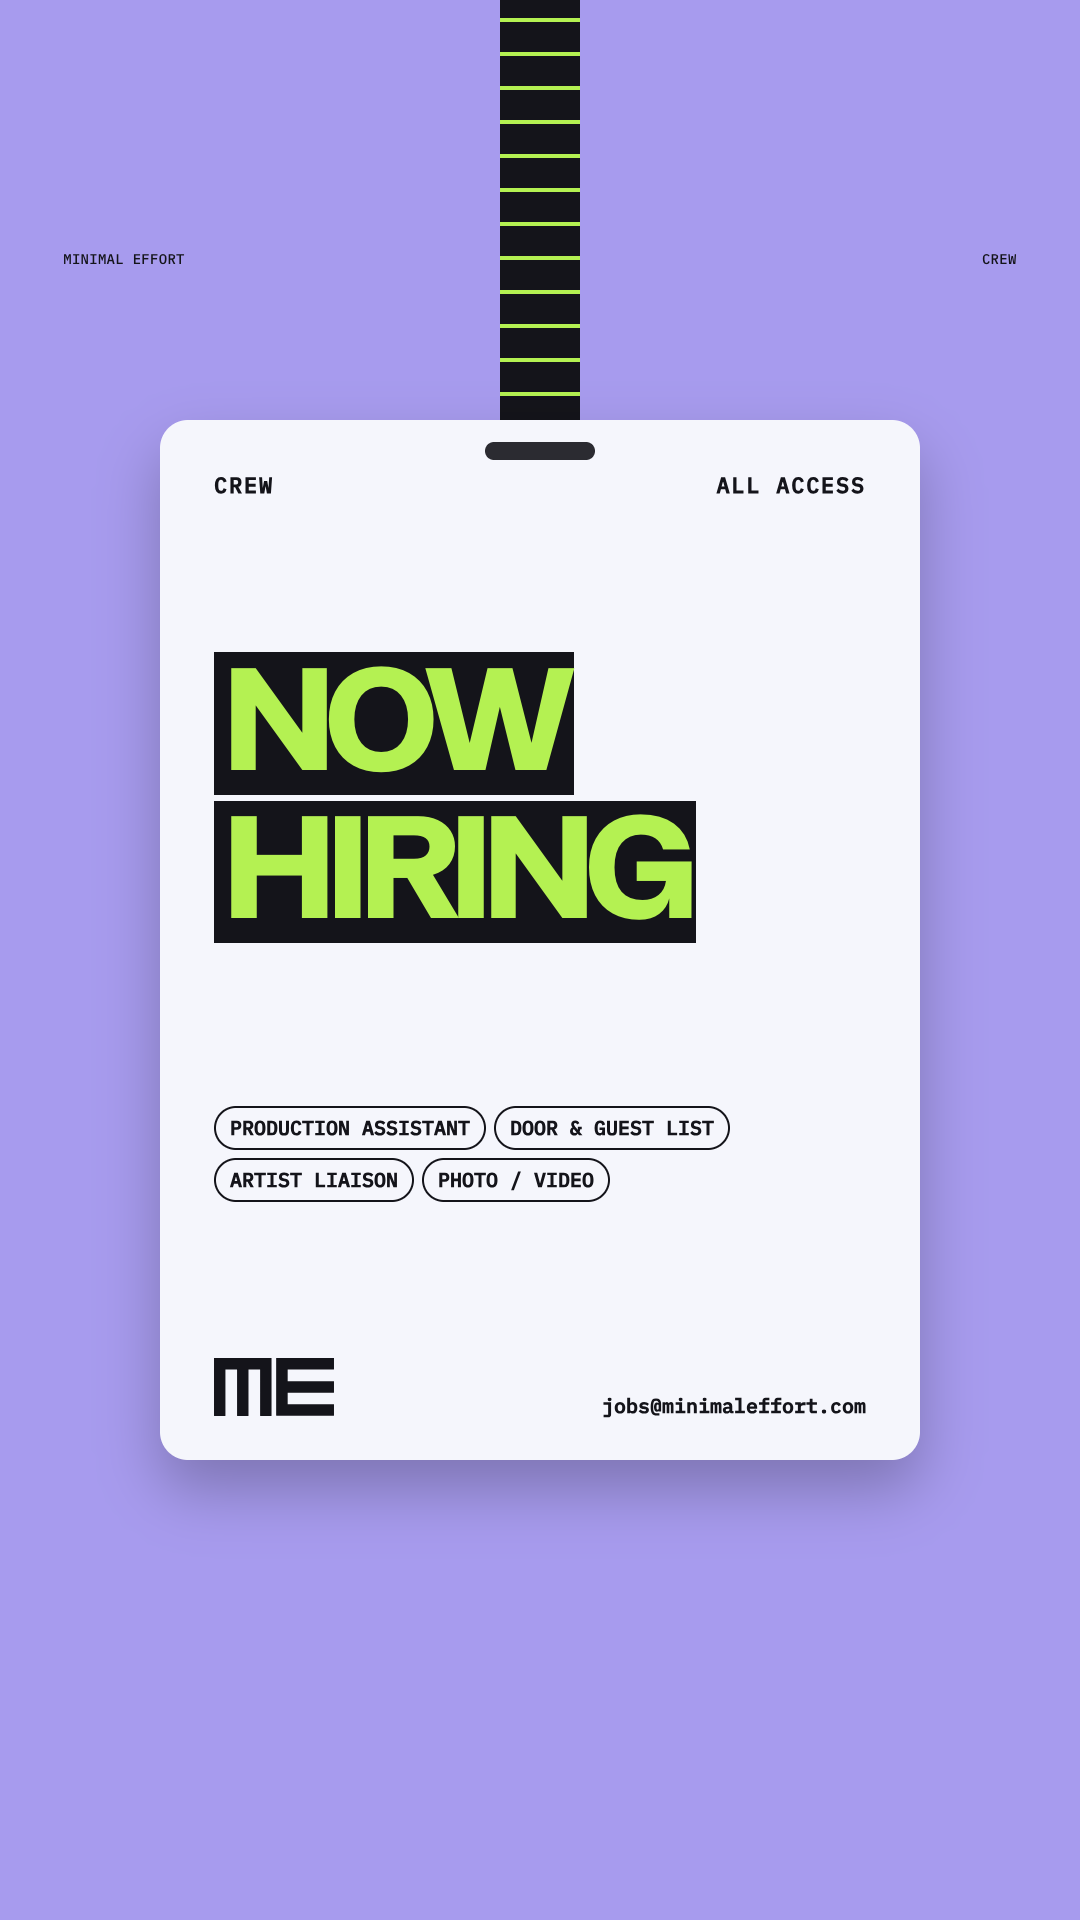 MINIMAL EFFORT
CREW
CREW
ALL ACCESS
NOW
HIRING
PRODUCTION ASSISTANT
DOOR & GUEST LIST
ARTIST LIAISON
PHOTO / VIDEO
ME
jobs@minimaleffort.com